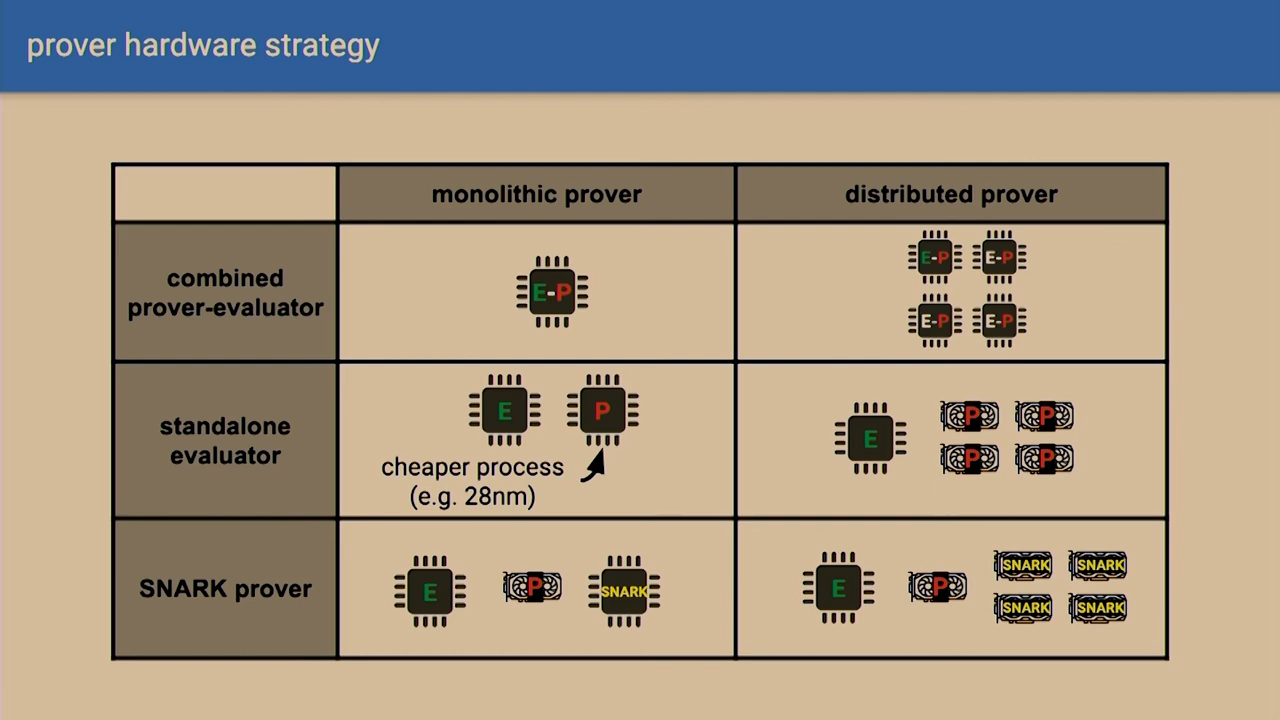 prover hardware strategy
monolithic prover
distributed prover
combined
prover-evaluator
E-P
E-P
E-P
E-P
E-P
standalone
evaluator
E
P
cheaper process
(e.g. 28nm)
E
P
P
P
P
SNARK prover
E
P
SNARK
E
P
SNARK
SNARK
SNARK
SNARK